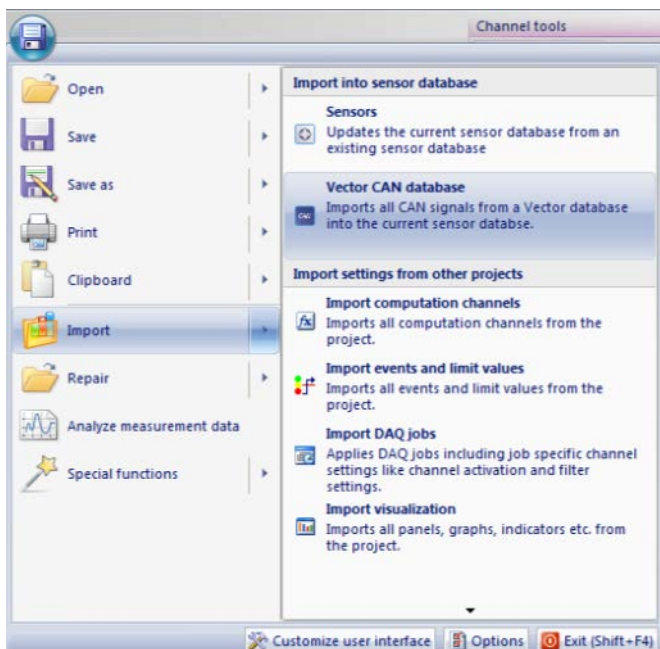 Channel tools
Open
Save
Save as
Print
Clipboard
Import
Repair
Analyze measurement data
Special functions
Import into sensor database
Sensors
Updates the current sensor database from an
existing sensor database
Vector CAN database
Imports all CAN signals from a Vector database
into the current sensor databse.
Import settings from other projects
Import computation channels
Imports all computation channels from the
project.
Import events and limit values
Imports all events and limit values from the
project.
Import DAQ jobs
Applies DAQ jobs including job specific channel
settings like channel activation and filter
settings.
Import visualization
Imports all panels, graphs, indicators etc. from
the project.
Customize user interface
Options
Exit (Shift+F4)